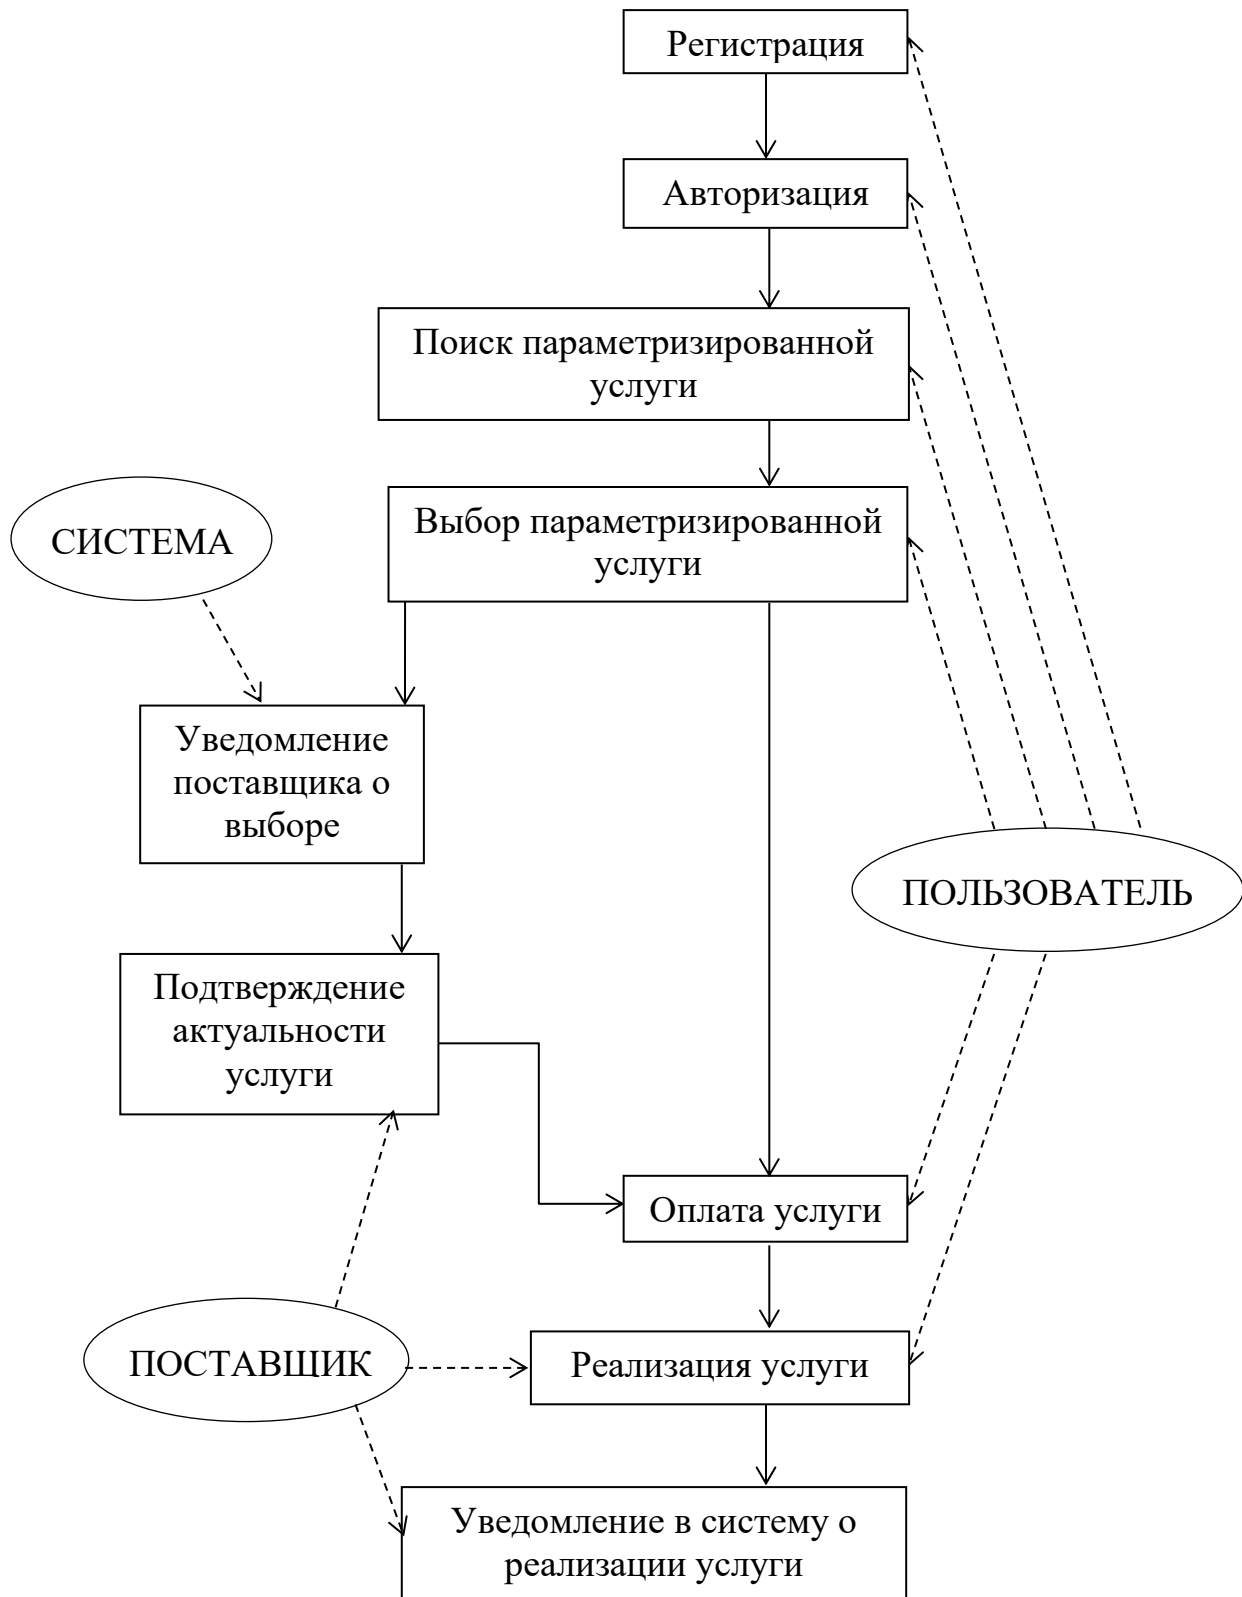 Регистрация
Авторизация
Поиск параметризированной
услуги
Выбор параметризированной
услуги
СИСТЕМА
Уведомление
поставщика о
выборе
ПОЛЬЗОВАТЕЛЬ
Подтверждение
актуальности
услуги
Оплата услуги
ПОСТАВЩИК
Реализация услуги
Уведомление в систему о
реализации услуги